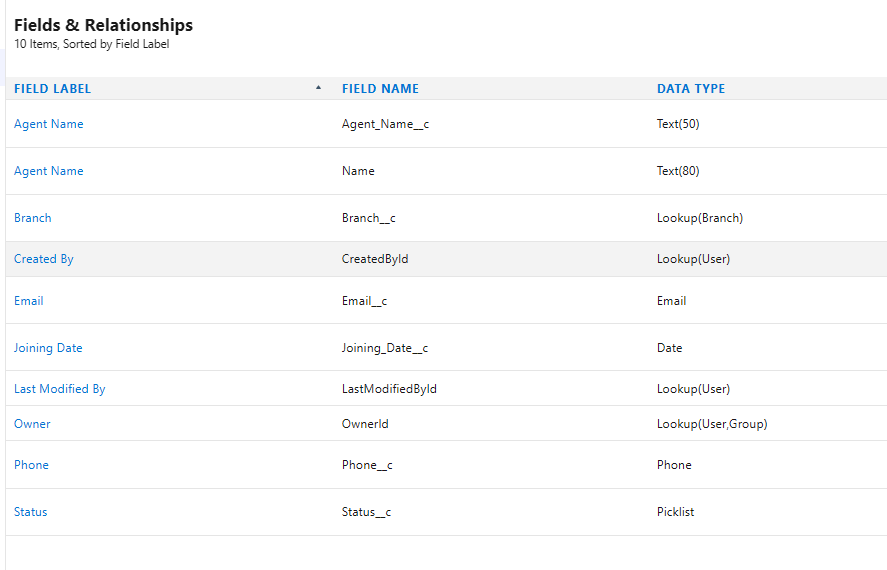 Fields & Relationships
10 Items, Sorted by Field Label
FIELD LABEL FIELD NAME DATA TYPE
Agent Name Agent_Name__c Text(50)
Agent Name Name Text(80)
Branch Branch__c Lookup(Branch)
Created By CreatedById Lookup(User)
Email Email__c Email
Joining Date Joining_Date__c Date
Last Modified By LastModifiedById Lookup(User)
Owner OwnerId Lookup(User,Group)
Phone Phone__c Phone
Status Status__c Picklist